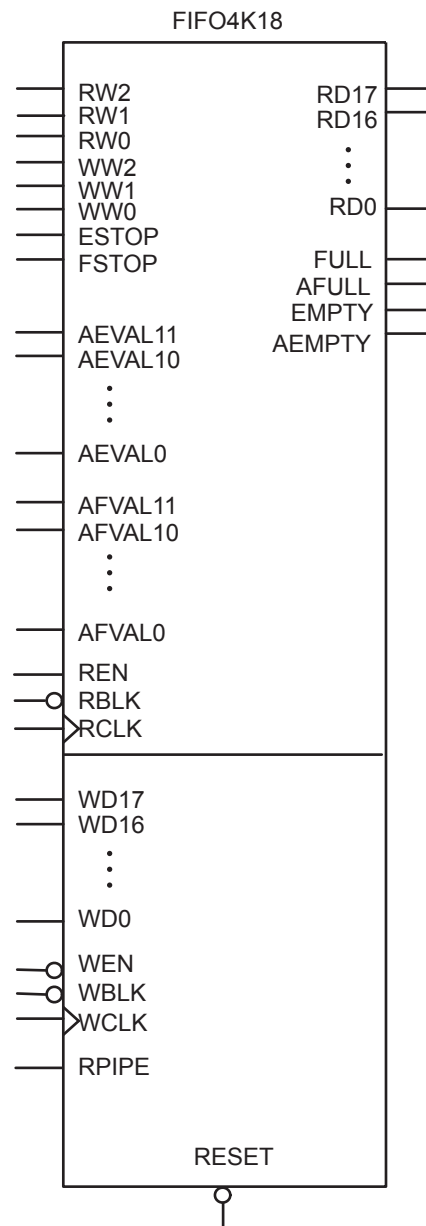 FIFO4K18
RW2
RW1
RW0
WW2
WW1
WW0
ESTOP
FSTOP
AEVAL11
AEVAL10
AEVAL0
AFVAL11
AFVAL10
AFVAL0
REN
RBLK
RCLK
WD17
WD16
WD0
WEN
WBLK
WCLK
RPIPE
RD17
RD16
RD0
FULL
AFULL
EMPTY
AEMPTY
RESET